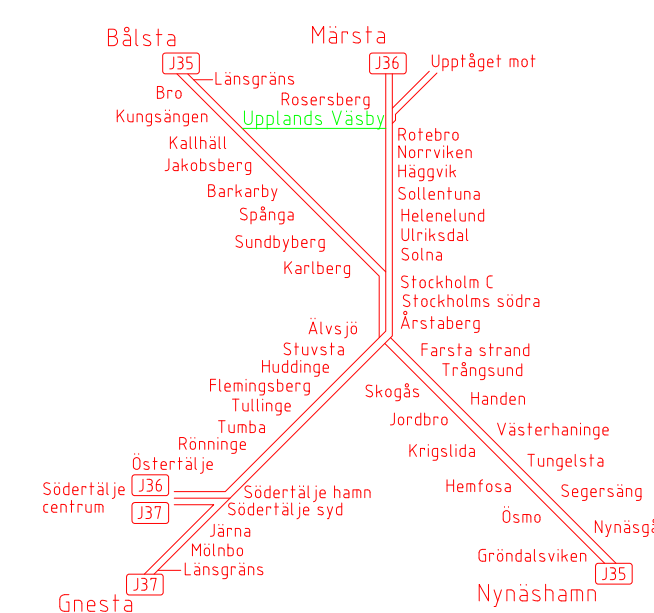 Bålsta
Märsta
J35
J36
Upptåget mot
Länsgräns
Bro
Rosersberg
Kungsängen
Upplands Väsby
Rotebro
Kallhäll
Norrviken
Jakobsberg
Häggvik
Barkarby
Sollentuna
Spånga
Helenelund
Ulriksdal
Sundbyberg
Solna
Karlberg
Stockholm C
Stockholms södra
Årstaberg
Älvsjö
Stuvsta
Farsta strand
Huddinge
Trångsund
Flemingsberg
Skogås
Handen
Tullinge
Jordbro
Tumba
Västerhaninge
Rönninge
Krigslida
Östertälje
Tungelsta
J36
Södertälje
centrum
J37
Södertälje hamn
Hemfosa
Segersäng
Södertälje syd
Ösmo
Järna
Mölnbo
Gröndalsviken
Länsgräns
J37
J35
Gnesta
Nynäshamn